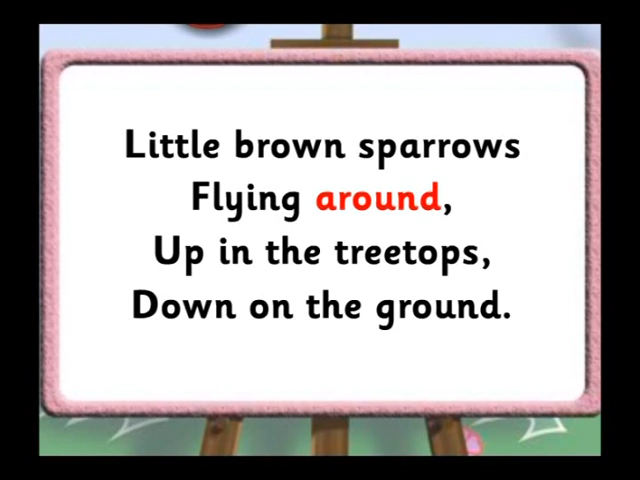 Little brown sparrows
Flying around,
Up in the treetops,
Down on the ground.